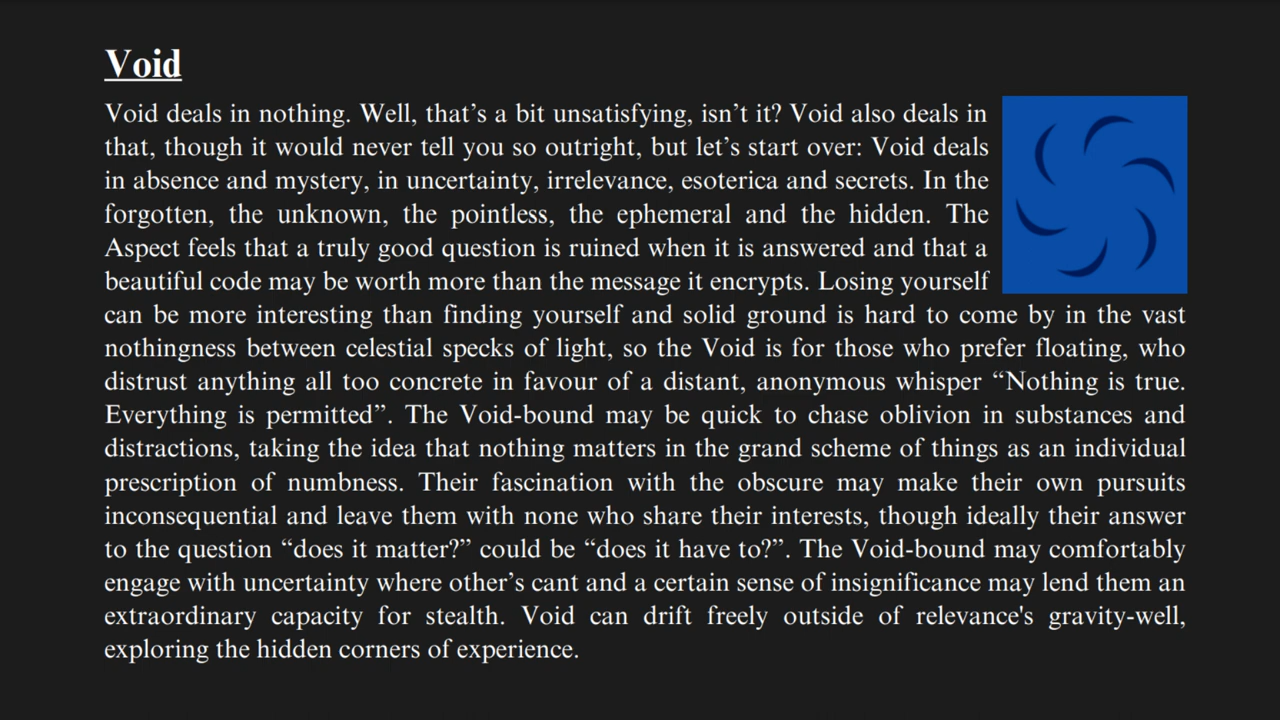 Void
Void deals in nothing. Well, that’s a bit unsatisfying, isn’t it? Void also deals in
that, though it would never tell you so outright, but let’s start over: Void deals
in absence and mystery, in uncertainty, irrelevance, esoterica and secrets. In the
forgotten, the unknown, the pointless, the ephemeral and the hidden. The
Aspect feels that a truly good question is ruined when it is answered and that a
beautiful code may be worth more than the message it encrypts. Losing yourself
can be more interesting than finding yourself and solid ground is hard to come by in the vast
nothingness between celestial specks of light, so the Void is for those who prefer floating, who
distrust anything all too concrete in favour of a distant, anonymous whisper “Nothing is true.
Everything is permitted”. The Void-bound may be quick to chase oblivion in substances and
distractions, taking the idea that nothing matters in the grand scheme of things as an individual
prescription of numbness. Their fascination with the obscure may make their own pursuits
inconsequential and leave them with none who share their interests, though ideally their answer
to the question “does it matter?” could be “does it have to?”. The Void-bound may comfortably
engage with uncertainty where other’s cant and a certain sense of insignificance may lend them an
extraordinary capacity for stealth. Void can drift freely outside of relevance's gravity-well,
exploring the hidden corners of experience.